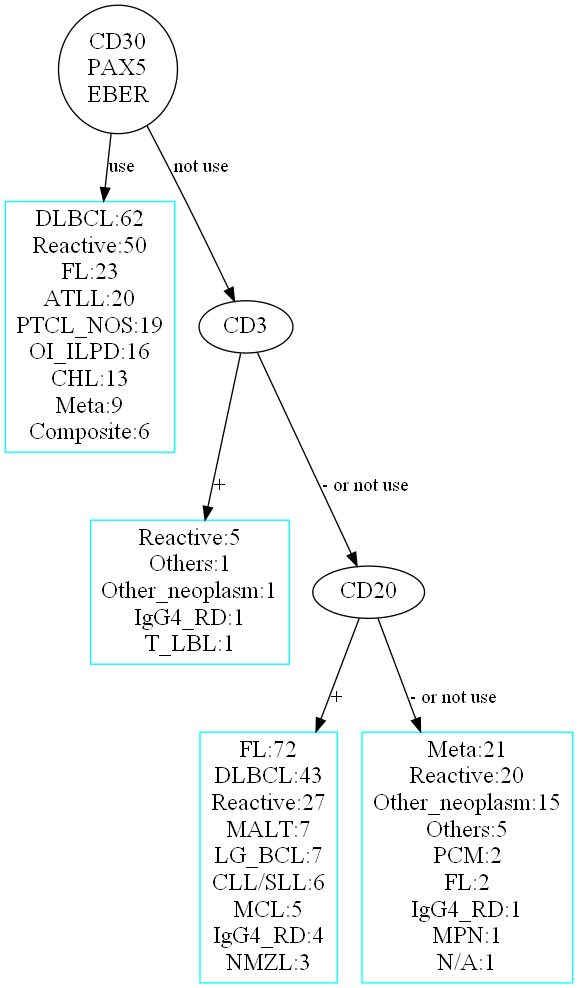 CD30
PAX5
EBER
use
not use
DLBCL:62
Reactive:50
FL:23
ATLL:20
PTCL_NOS:19
OI_ILPD:16
CHL:13
Meta:9
Composite:6
CD3
+
- or not use
Reactive:5
Others:1
Other_neoplasm:1
IgG4_RD:1
T_LBL:1
CD20
+
- or not use
FL:72
DLBCL:43
Reactive:27
MALT:7
LG_BCL:7
CLL/SLL:6
MCL:5
IgG4_RD:4
NMZL:3
Meta:21
Reactive:20
Other_neoplasm:15
Others:5
PCM:2
FL:2
IgG4_RD:1
MPN:1
N/A:1